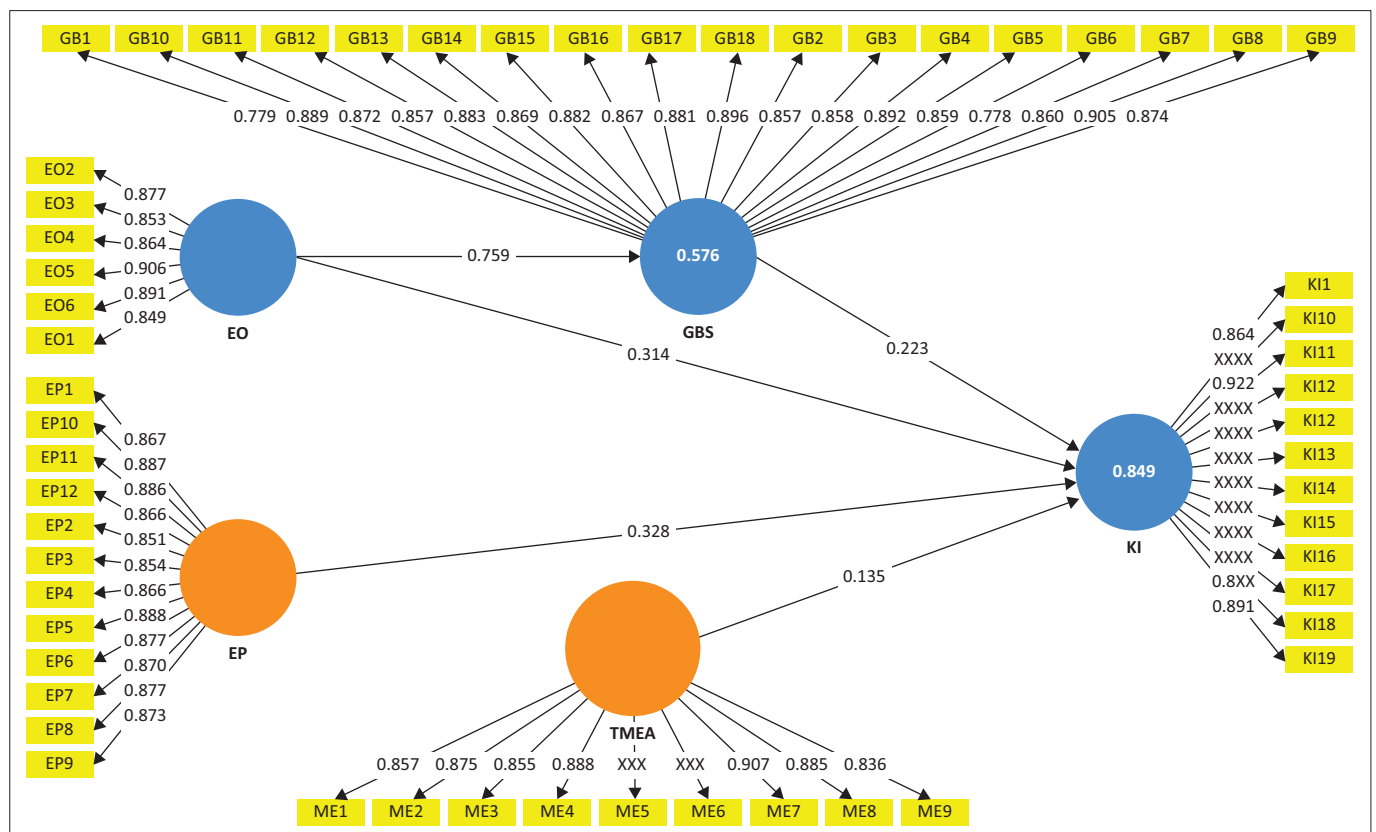 GB1 GB10 GB11 GB12 GB13 GB14 GB15 GB16 GB17 GB18 GB2 GB3 GB4 GB5 GB6 GB7 GB8 GB9
0.779 0.889 0.872 0.857 0.883 0.869 0.882 0.867 0.881 0.896 0.857 0.858 0.892 0.859 0.778 0.860 0.905 0.874
EO2
EO3
EO4
EO5
EO6
EO1
0.877
0.853
0.864
0.906
0.891
0.849
EO
0.759
0.576
GBS
0.314
0.223
EP1
EP10
EP11
EP12
EP2
EP3
EP4
EP5
EP6
EP7
EP8
EP9
0.867
0.887
0.886
0.866
0.851
0.854
0.866
0.888
0.877
0.870
0.877
0.873
EP
0.328
0.135
TMEA
0.857 0.875 0.855 0.888 XXX XXX 0.907 0.885 0.836
ME1 ME2 ME3 ME4 ME5 ME6 ME7 ME8 ME9
0.849
KI
0.864
XXXX
0.922
XXXX
XXXX
XXXX
XXXX
XXXX
XXXX
XXXX
0.8XX
0.891
KI1
KI10
KI11
KI12
KI12
KI13
KI14
KI15
KI16
KI17
KI18
KI19